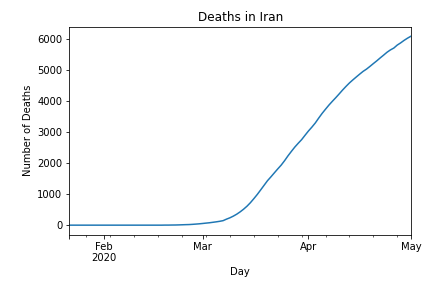 Deaths in Iran
Number of Deaths
6000
5000
4000
3000
2000
1000
0
Feb
2020
Mar
Apr
May
Day